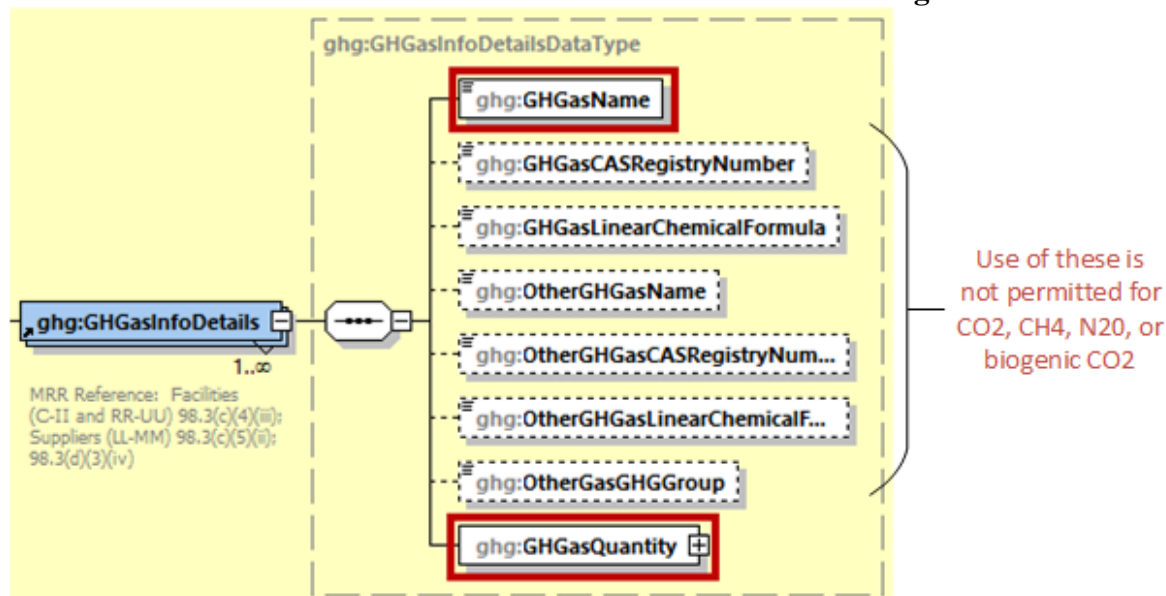 g
ghg:GHGasInfoDetailsDataType
ghg:GHGasName
ghg:GHGasCASRegistryNumber
ghg:GHGasLinearChemicalFormula
ghg:OtherGHGasName
ghg:OtherGHGasCASRegistryNum...
ghg:OtherGHGasLinearChemicalF...
ghg:OtherGasGHGGroup
ghg:GHGasQuantity
ghg:GHGasInfoDetails
1..∞
MRR Reference: Facilities
(C-II and RR-UU) 98.3(c)(4)(iii);
Suppliers (LL-MM) 98.3(c)(5)(ii);
98.3(d)(3)(iv)
Use of these is
not permitted for
CO2, CH4, N20, or
biogenic CO2